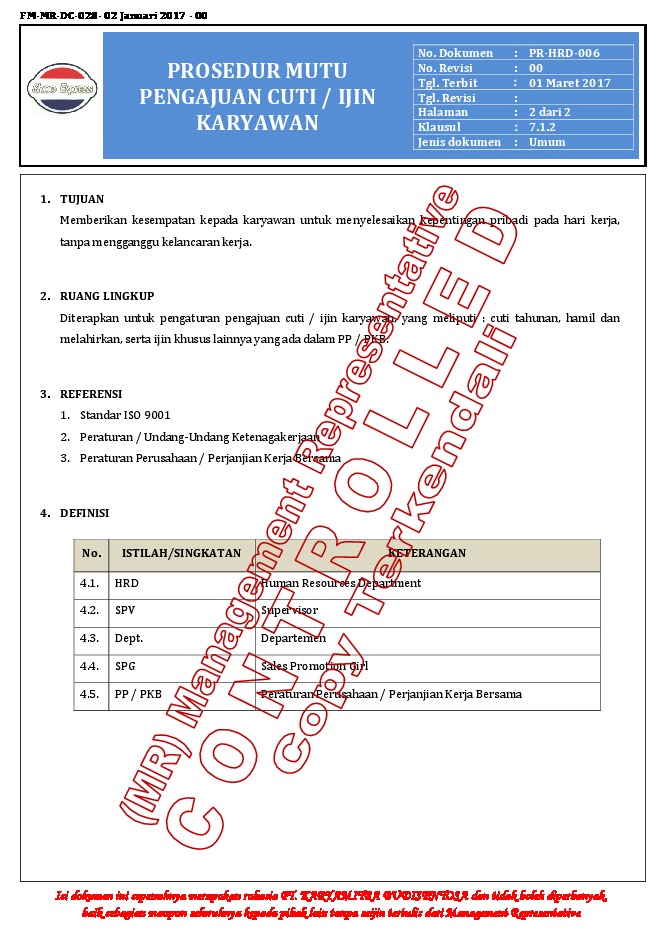 FM-MR-DC-028- 02 Januari 2017 - 00
Shoes Express
PROSEDUR MUTU
PENGAJUAN CUTI / IJIN
KARYAWAN
No. Dokumen : PR-HRD-006
No. Revisi : 00
Tgl. Terbit : 01 Maret 2017
Tgl. Revisi :
Halaman : 2 dari 2
Klausul : 7.1.2
Jenis dokumen : Umum
1. TUJUAN
Memberikan kesempatan kepada karyawan untuk menyelesaikan kepentingan pribadi pada hari kerja,
tanpa mengganggu kelancaran kerja.
2. RUANG LINGKUP
Diterapkan untuk pengaturan pengajuan cuti / ijin karyawan, yang meliputi : cuti tahunan, hamil dan
melahirkan, serta ijin khusus lainnya yang ada dalam PP / PKB.
3. REFERENSI
1. Standar ISO 9001
2. Peraturan / Undang-Undang Ketenagakerjaan
3. Peraturan Perusahaan / Perjanjian Kerja Bersama
4. DEFINISI
No. ISTILAH/SINGKATAN KETERANGAN
4.1. HRD Human Resources Department
4.2. SPV Supervisor
4.3. Dept. Departemen
4.4. SPG Sales Promotion Girl
4.5. PP / PKB Peraturan Perusahaan / Perjanjian Kerja Bersama
(MR) Management Representative
CONTROLLED
Copy Terkendali
Isi dokumen ini sepenuhnya merupakan rahasia PT. KARYAMITRA BUDISENTOSA dan tidak boleh diperbanyak,
baik sebagian maupun seluruhnya kepada pihak lain tanpa seijin tertulis dari Management Representative